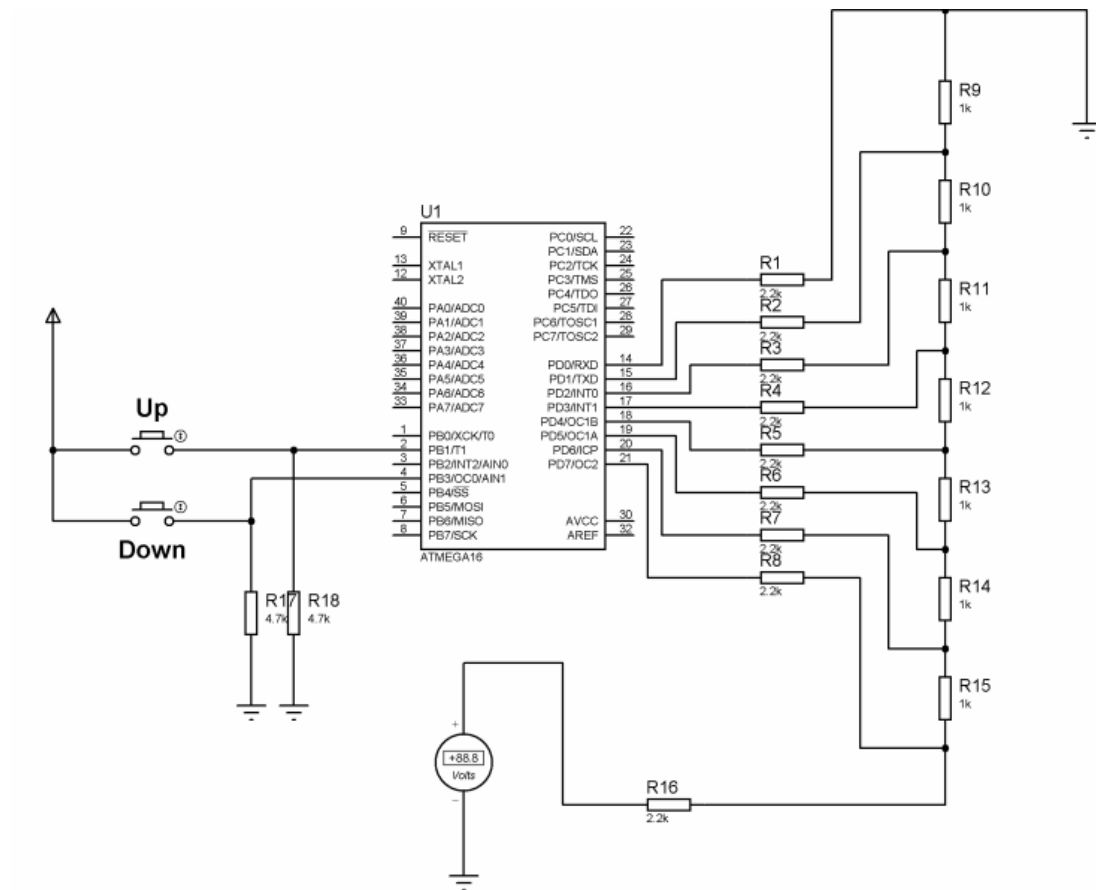 R9
1k
R10
1k
U1
9 RESET PC0/SCL 22
PC1/SDA 23
13 XTAL1 PC2/TCK 24
12 XTAL2 PC3/TMS 25
PC4/TDO 26
40 PA0/ADC0 PC5/TDI 27
39 PA1/ADC1 PC6/TOSC1 28
38 PA2/ADC2 PC7/TOSC2 29
37 PA3/ADC3
36 PA4/ADC4 PD0/RXD 14
35 PA5/ADC5 PD1/TXD 15
34 PA6/ADC6 PD2/INT0 16
33 PA7/ADC7 PD3/INT1 17
PD4/OC1B 18
1 PB0/XCK/T0 PD5/OC1A 19
2 PB1/T1 PD6/ICP 20
3 PB2/INT2/AIN0 PD7/OC2 21
4 PB3/OC0/AIN1
5 PB4/SS
6 PB5/MOSI
7 PB6/MISO AVCC 30
8 PB7/SCK AREF 32
ATMEGA16
R1
2.2k
R2
2.2k
R3
2.2k
R4
2.2k
R5
2.2k
R6
2.2k
R7
2.2k
R8
2.2k
R11
1k
R12
1k
R13
1k
R14
1k
R15
1k
Up
Down
R17
4.7k
R18
4.7k
+
+88.8
Volts
−
R16
2.2k